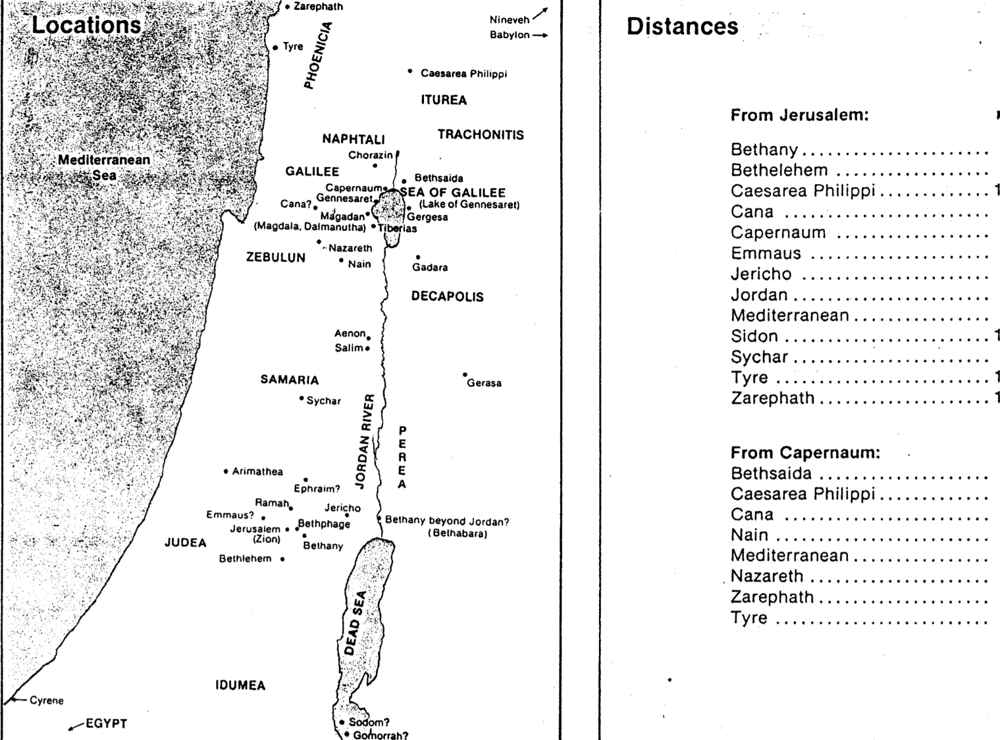 Locations
Zarephath
Nineveh
Babylon
Tyre
PHOENICIA
Caesarea Philippi
ITUREA
TRACHONITIS
NAPHTALI
Chorazin
Mediterranean
Sea
GALILEE
Bethsaida
Capernaum
SEA OF GALILEE
Gennesaret
(Lake of Gennesaret)
Cana?
Magadan
Gergesa
(Magdala, Dalmanutha)
Tiberias
Nazareth
ZEBULUN
Nain
Gadara
DECAPOLIS
Aenon
Salim
SAMARIA
Gerasa
Sychar
JORDAN RIVER
PEREA
Arimathea
Ephraim?
Ramah
Jericho
Emmaus?
Bethphage
Bethany beyond Jordan?
(Bethabara)
Jerusalem
(Zion)
JUDEA
Bethany
Bethlehem
DEAD SEA
IDUMEA
Cyrene
EGYPT
Sodom?
Gomorrah?
Distances
From Jerusalem:
Bethany ......................
Bethelehem ..................
Caesarea Philippi ............. 1
Cana ........................
Capernaum ..................
Emmaus .....................
Jericho ......................
Jordan .......................
Mediterranean ................
Sidon ........................ 1
Sychar .......................
Tyre ......................... 1
Zarephath .................... 1
From Capernaum:
Bethsaida ....................
Caesarea Philippi .............
Cana ........................
Nain .........................
Mediterranean ................
Nazareth .....................
Zarephath ....................
Tyre .........................